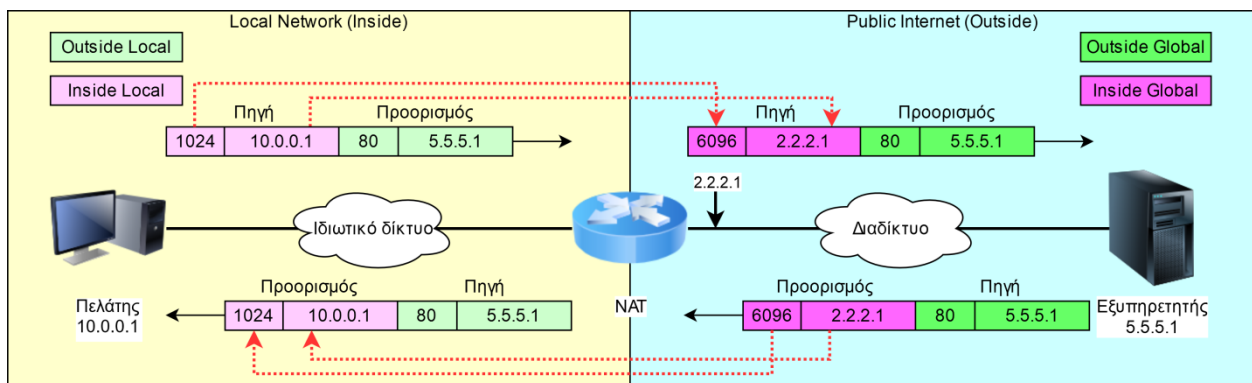 Local Network (Inside)
Public Internet (Outside)
Outside Local
Inside Local
Outside Global
Inside Global
Πηγή Προορισμός
1024 10.0.0.1 80 5.5.5.1
Πηγή Προορισμός
6096 2.2.2.1 80 5.5.5.1
2.2.2.1
Ιδιωτικό δίκτυο
Διαδίκτυο
Πελάτης
10.0.0.1
Προορισμός Πηγή
1024 10.0.0.1 80 5.5.5.1
NAT
Προορισμός Πηγή
6096 2.2.2.1 80 5.5.5.1
Εξυπηρετητής
5.5.5.1